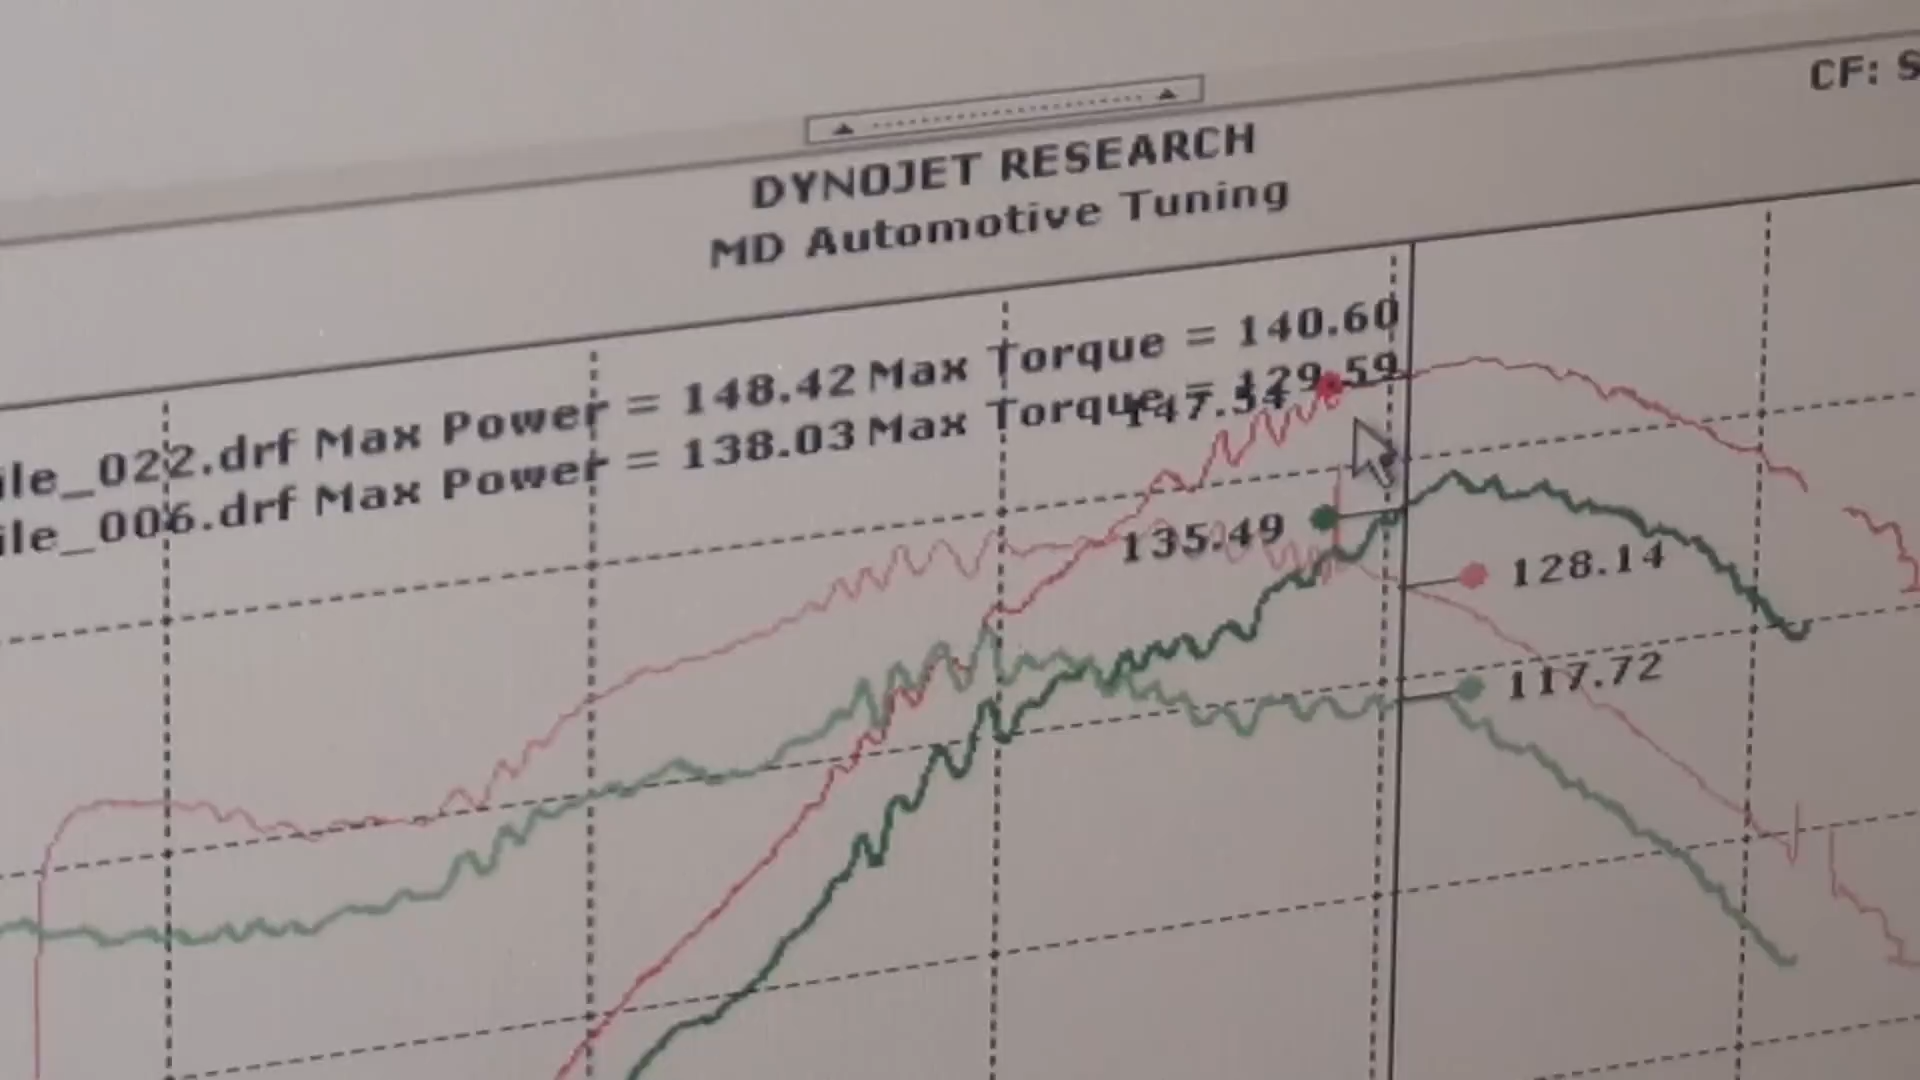 CF: S
DYNOJET RESEARCH
MD Automotive Tuning
ile_022.drf Max Power = 148.42 Max Torque = 140.60
ile_006.drf Max Power = 138.03 Max Torque = 129.59
147.54
135.49
128.14
117.72